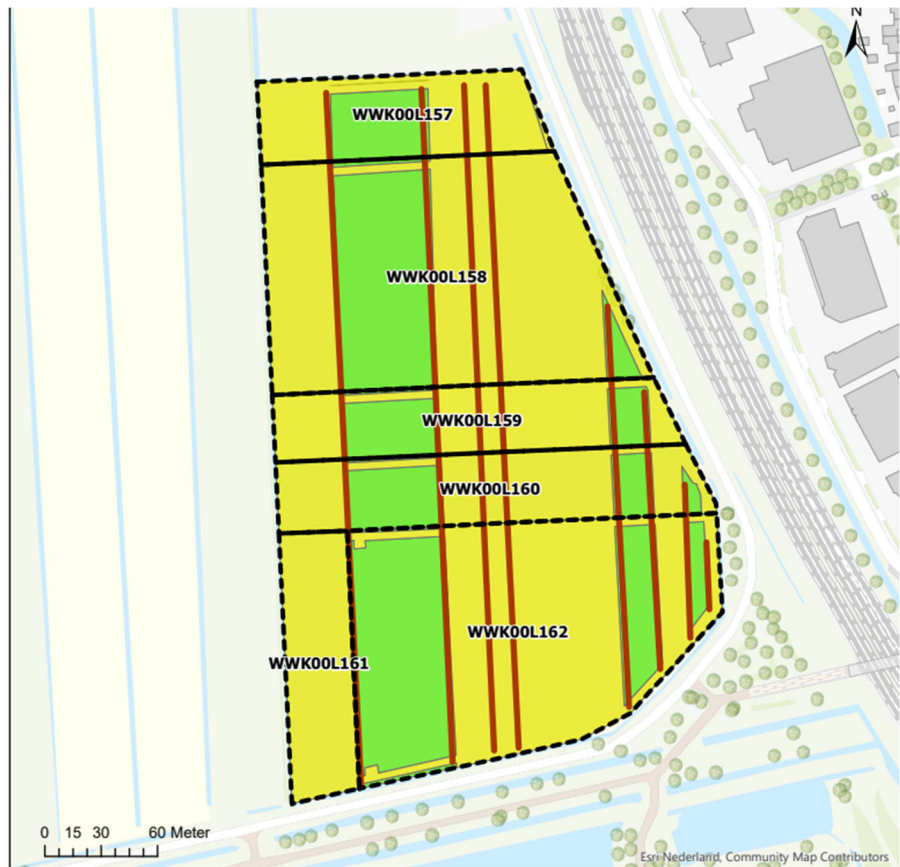 N
WWK00L157
WWK00L158
WWK00L159
WWK00L160
WWK00L162
WWK00L161
0 15 30 60 Meter
Esri Nederland, Community Map Contributors